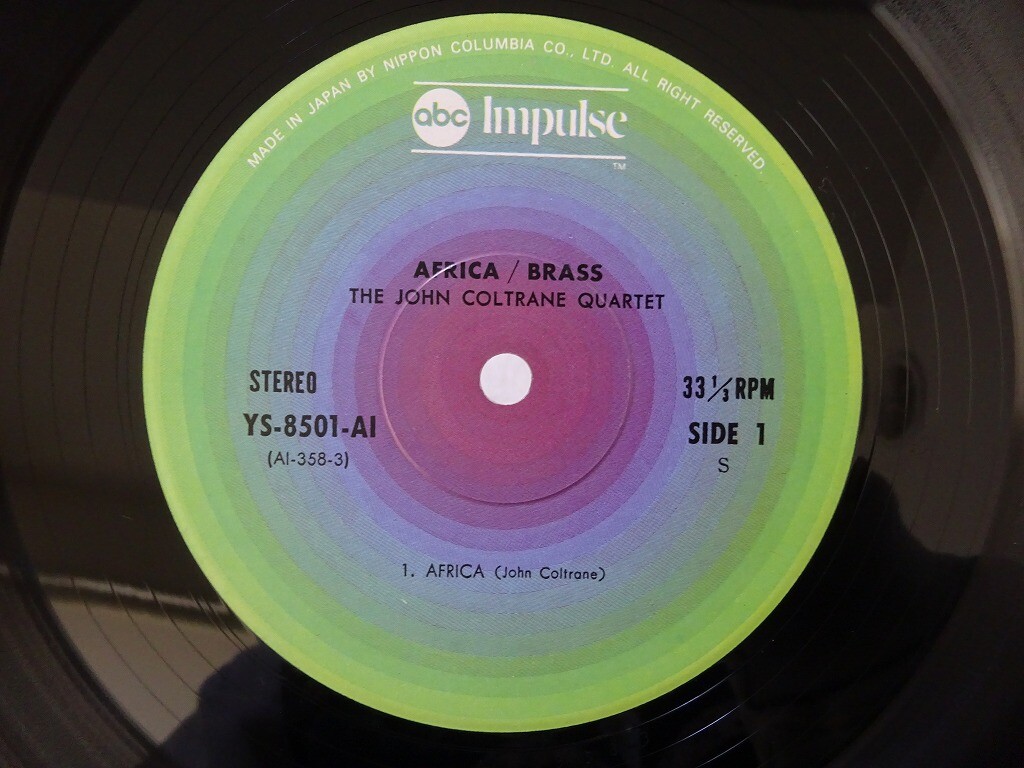 MADE IN JAPAN BY NIPPON COLUMBIA CO., LTD. ALL RIGHT RESERVED.
abc Impulse
TM
AFRICA / BRASS
THE JOHN COLTRANE QUARTET
STEREO
YS-8501-AI
(AI-358-3)
33 1/3 RPM
SIDE 1
S
1. AFRICA (John Coltrane)